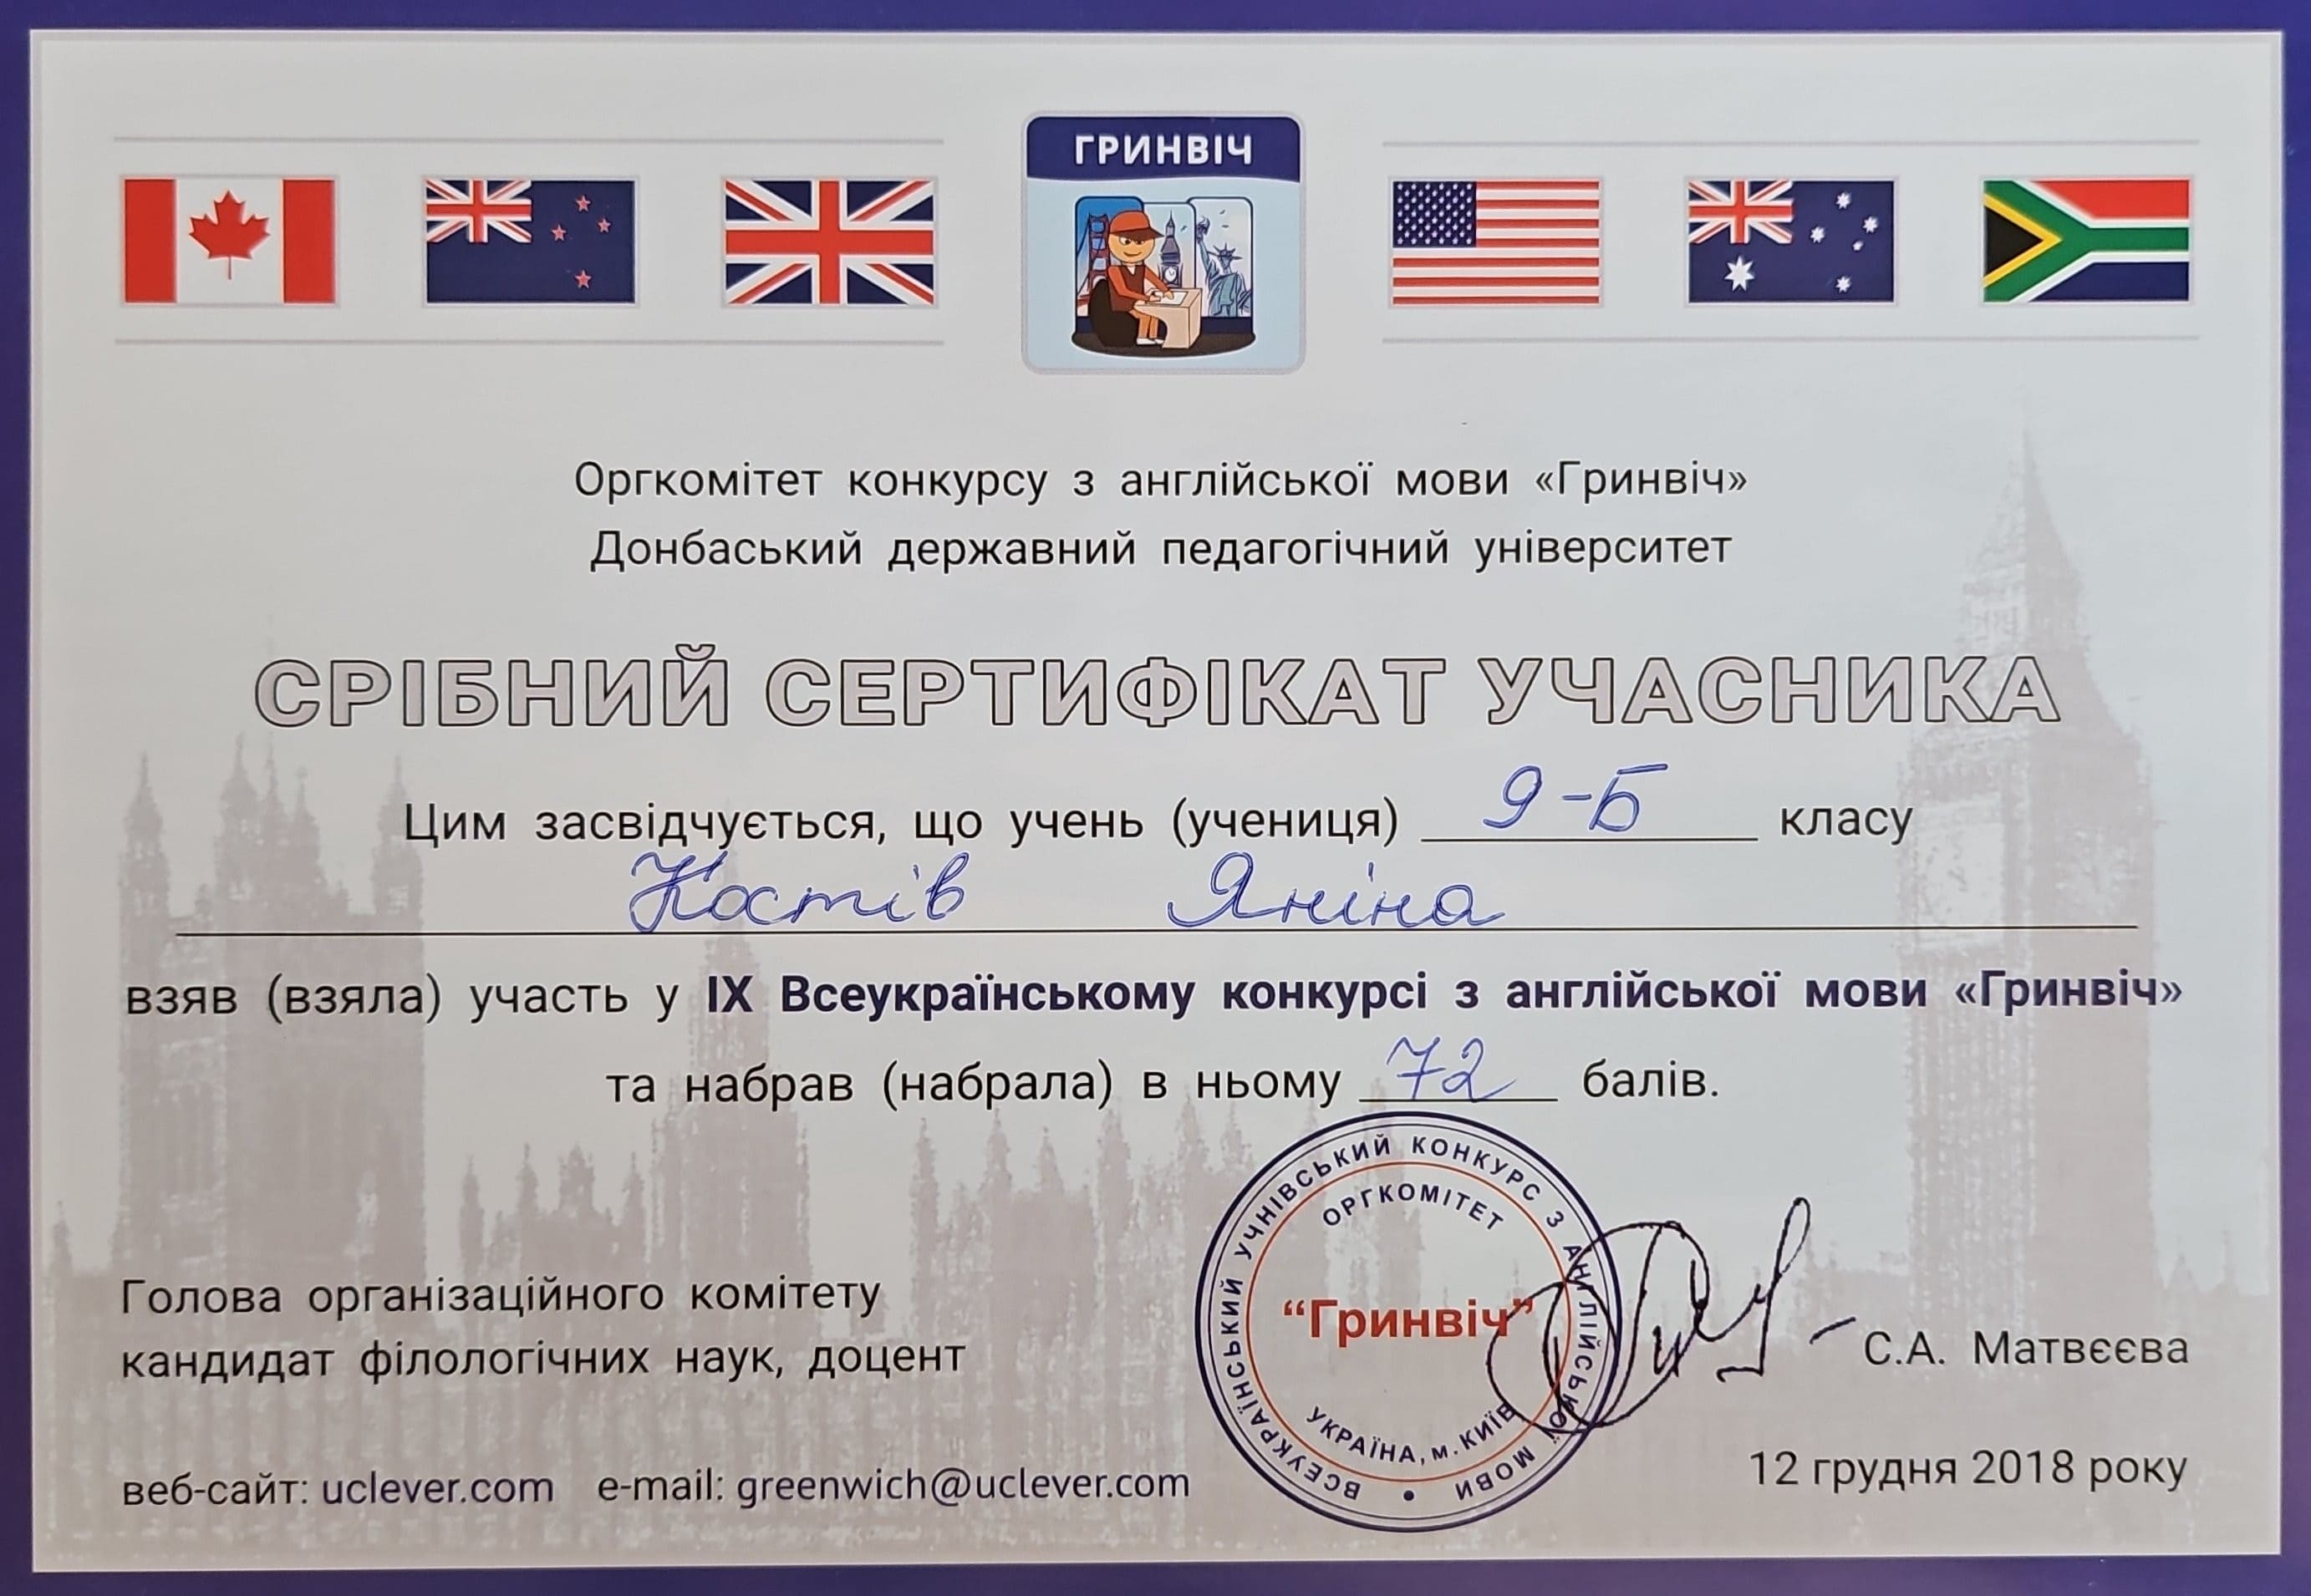 ГРИНВІЧ
Оргкомітет конкурсу з англійської мови «Гринвіч»
Донбаський державний педагогічний університет
СРІБНИЙ СЕРТИФІКАТ УЧАСНИКА
Цим засвідчується, що учень (учениця) 9-Б класу
Костів Яніна
взяв (взяла) участь у IX Всеукраїнському конкурсі з англійської мови «Гринвіч»
та набрав (набрала) в ньому 72 балів.
Голова організаційного комітету
кандидат філологічних наук, доцент
ВСЕУКРАЇНСЬКИЙ УЧНІВСЬКИЙ КОНКУРС З АНГЛІЙСЬКОЇ МОВИ
ОРГКОМІТЕТ
“Гринвіч”
УКРАЇНА, м. КИЇВ
С.А. Матвєєва
веб-сайт: uclever.com e-mail: greenwich@uclever.com
12 грудня 2018 року